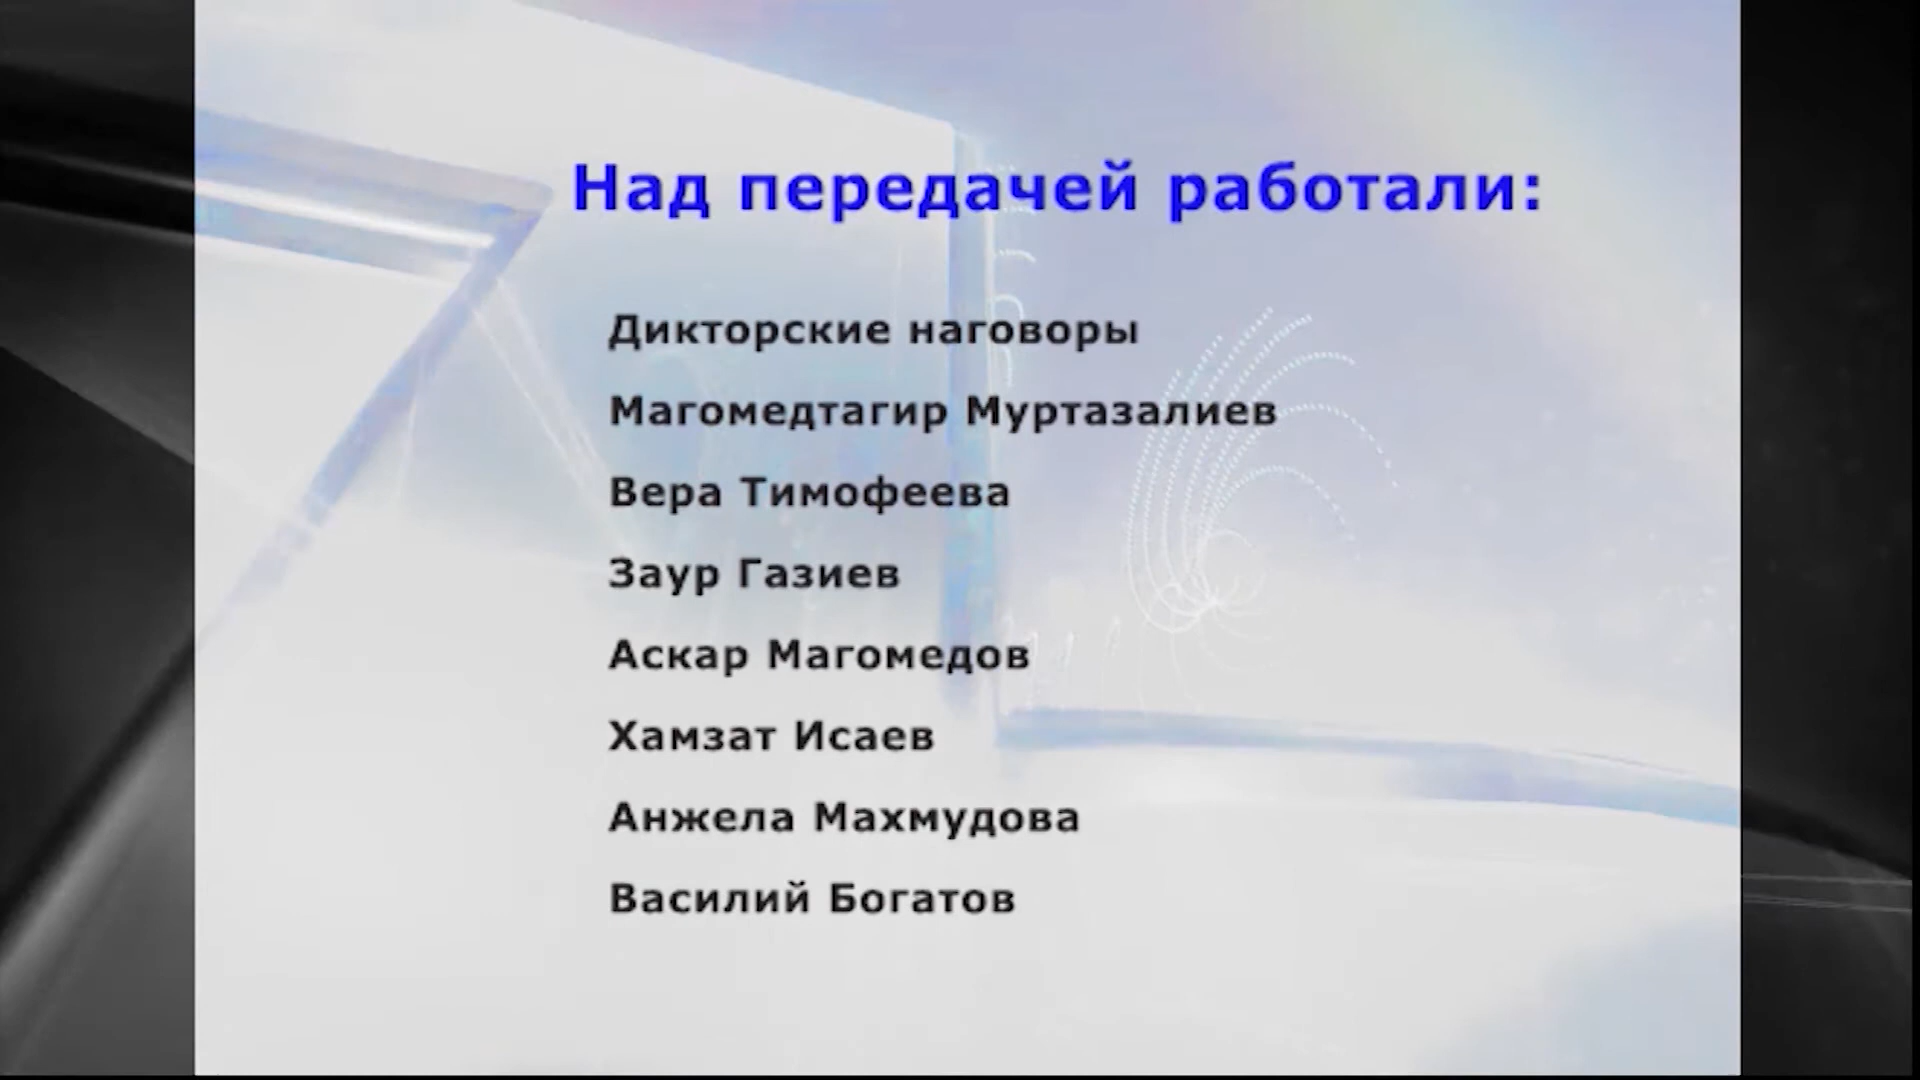 Над передачей работали:
Дикторские наговоры
Магомедтагир Муртазалиев
Вера Тимофеева
Заур Газиев
Аскар Магомедов
Хамзат Исаев
Анжела Махмудова
Василий Богатов